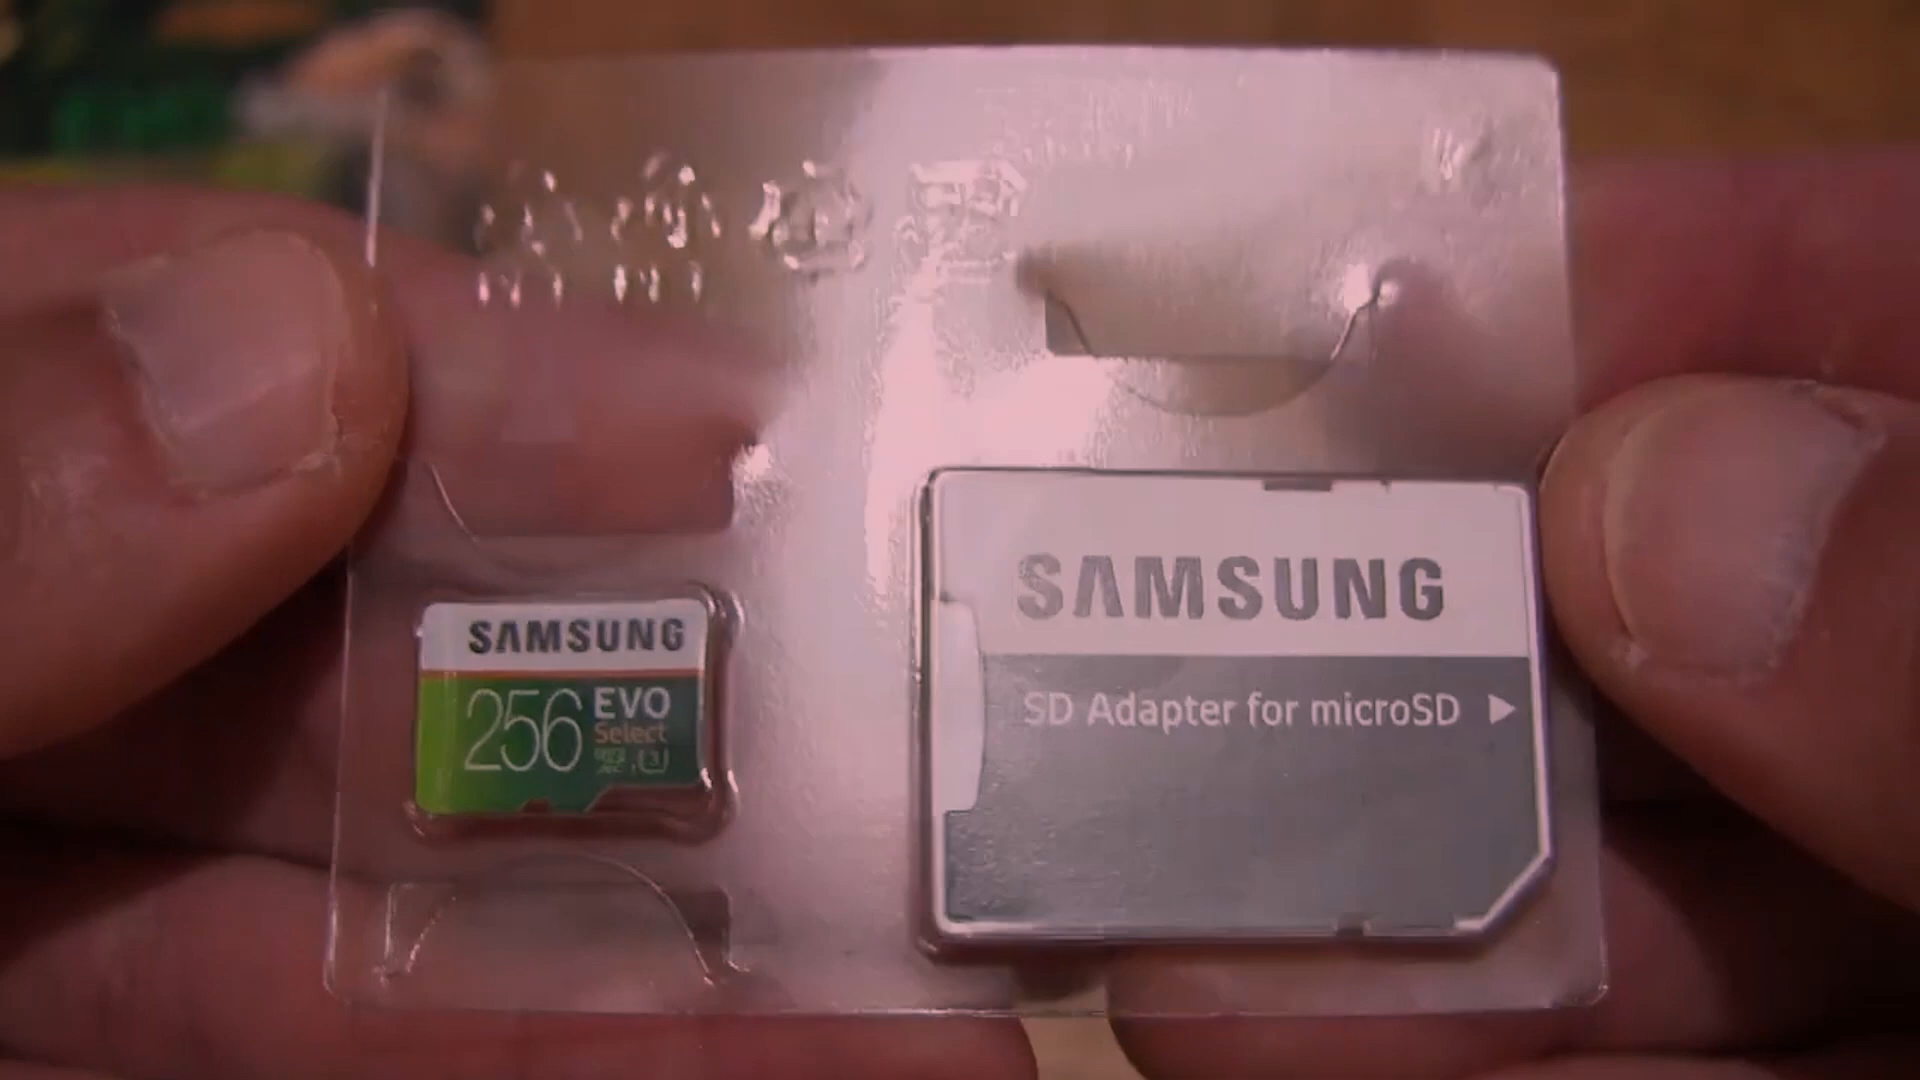 SAMSUNG
256
EVO
Select
SAMSUNG
SD Adapter for microSD